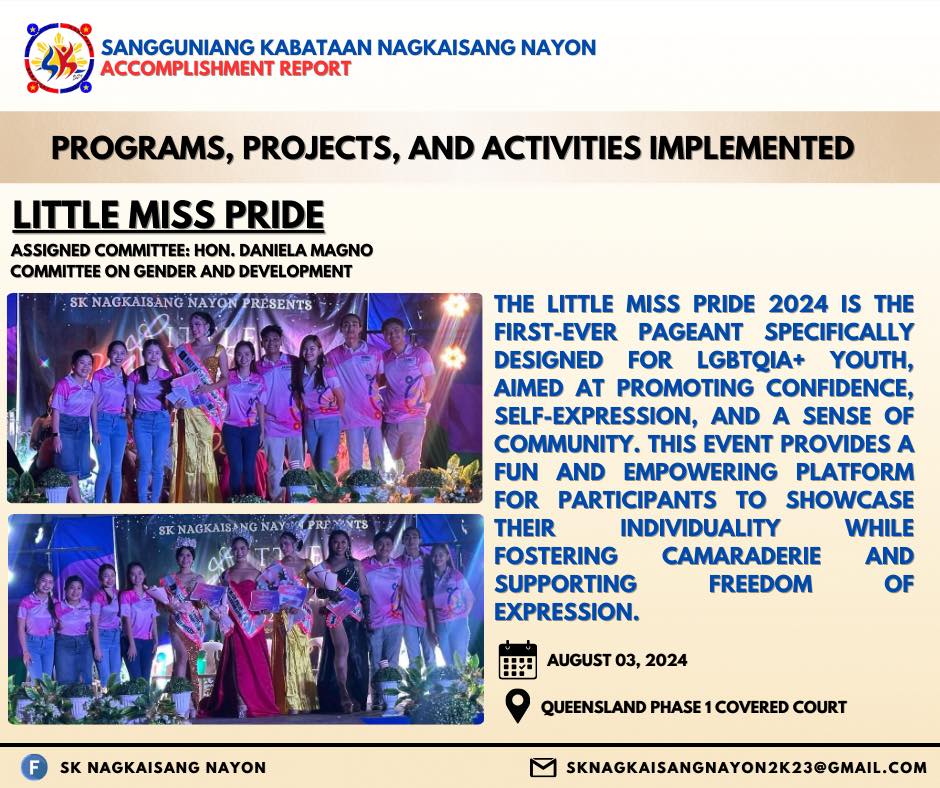 SANGGUNIANG KABATAAN NAGKAISANG NAYON
ACCOMPLISHMENT REPORT
PROGRAMS, PROJECTS, AND ACTIVITIES IMPLEMENTED
LITTLE MISS PRIDE
ASSIGNED COMMITTEE: HON. DANIELA MAGNO
COMMITTEE ON GENDER AND DEVELOPMENT
SK NAGKAISANG NAYON PRESENTS
LITTLE
SK NAGKAISANG NAYON PRESENTS
LITTLE
THE LITTLE MISS PRIDE 2024 IS THE
FIRST-EVER PAGEANT SPECIFICALLY
DESIGNED FOR LGBTQIA+ YOUTH,
AIMED AT PROMOTING CONFIDENCE,
SELF-EXPRESSION, AND A SENSE OF
COMMUNITY. THIS EVENT PROVIDES A
FUN AND EMPOWERING PLATFORM
FOR PARTICIPANTS TO SHOWCASE
THEIR INDIVIDUALITY WHILE
FOSTERING CAMARADERIE AND
SUPPORTING FREEDOM OF
EXPRESSION.
AUGUST 03, 2024
QUEENSLAND PHASE 1 COVERED COURT
SK NAGKAISANG NAYON
SKNAGKAISANGNAYON2K23@GMAIL.COM